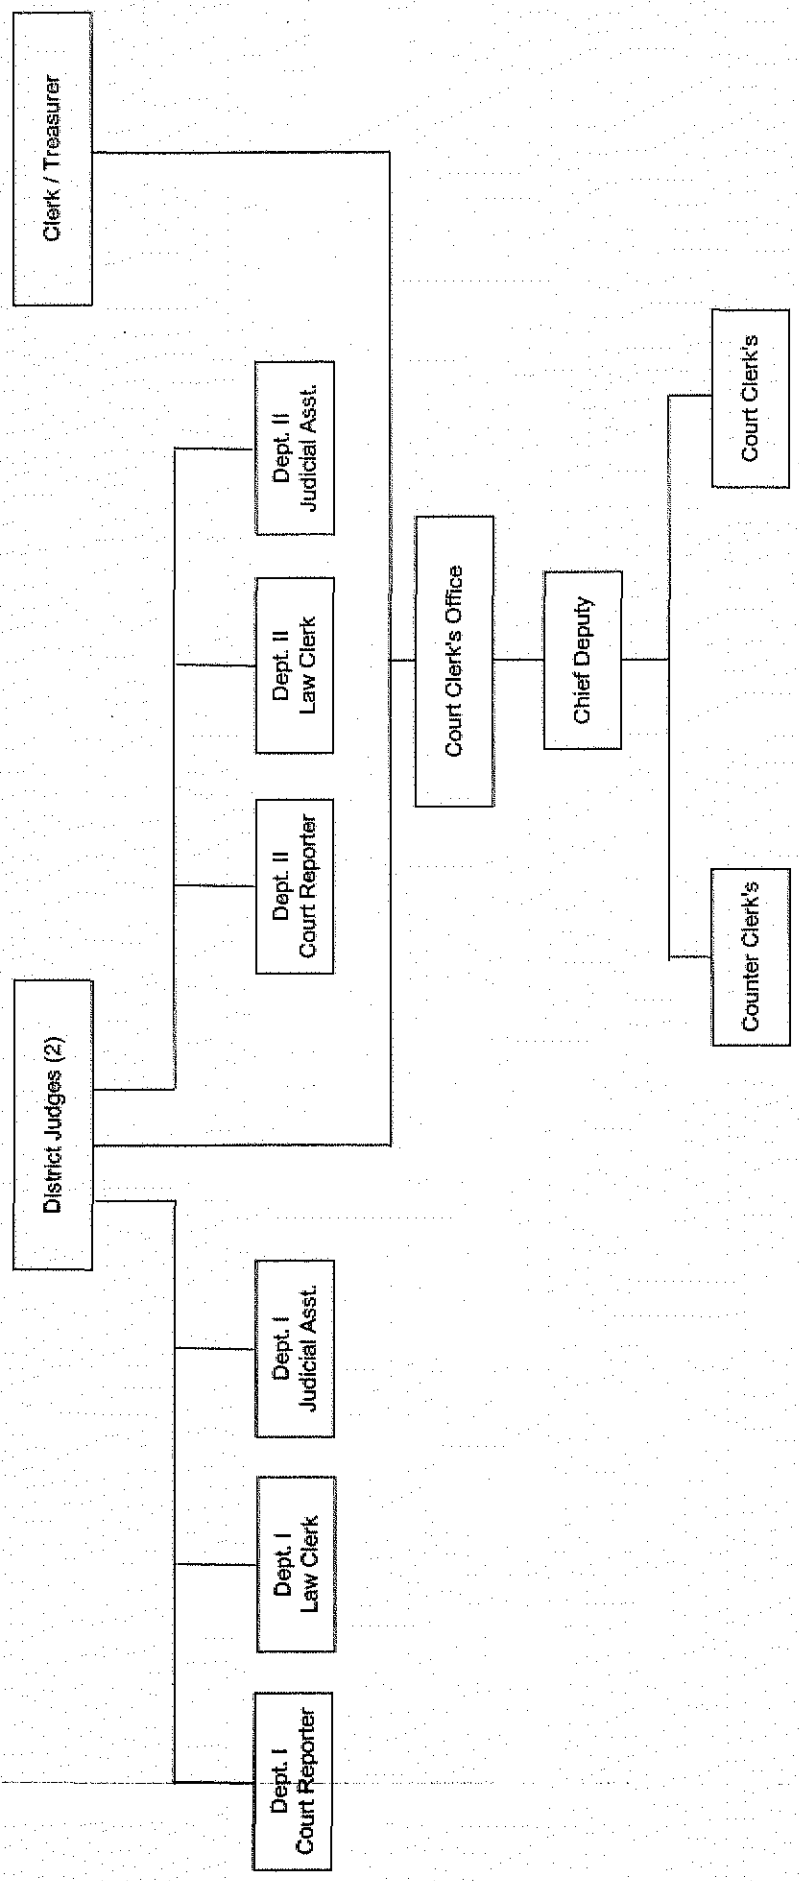 District Judges (2)
Clerk / Treasurer
Dept. I
Court Reporter
Dept. I
Law Clerk
Dept. I
Judicial Asst.
Dept. II
Court Reporter
Dept. II
Law Clerk
Dept. II
Judicial Asst.
Court Clerk's Office
Chief Deputy
Counter Clerk's
Court Clerk's